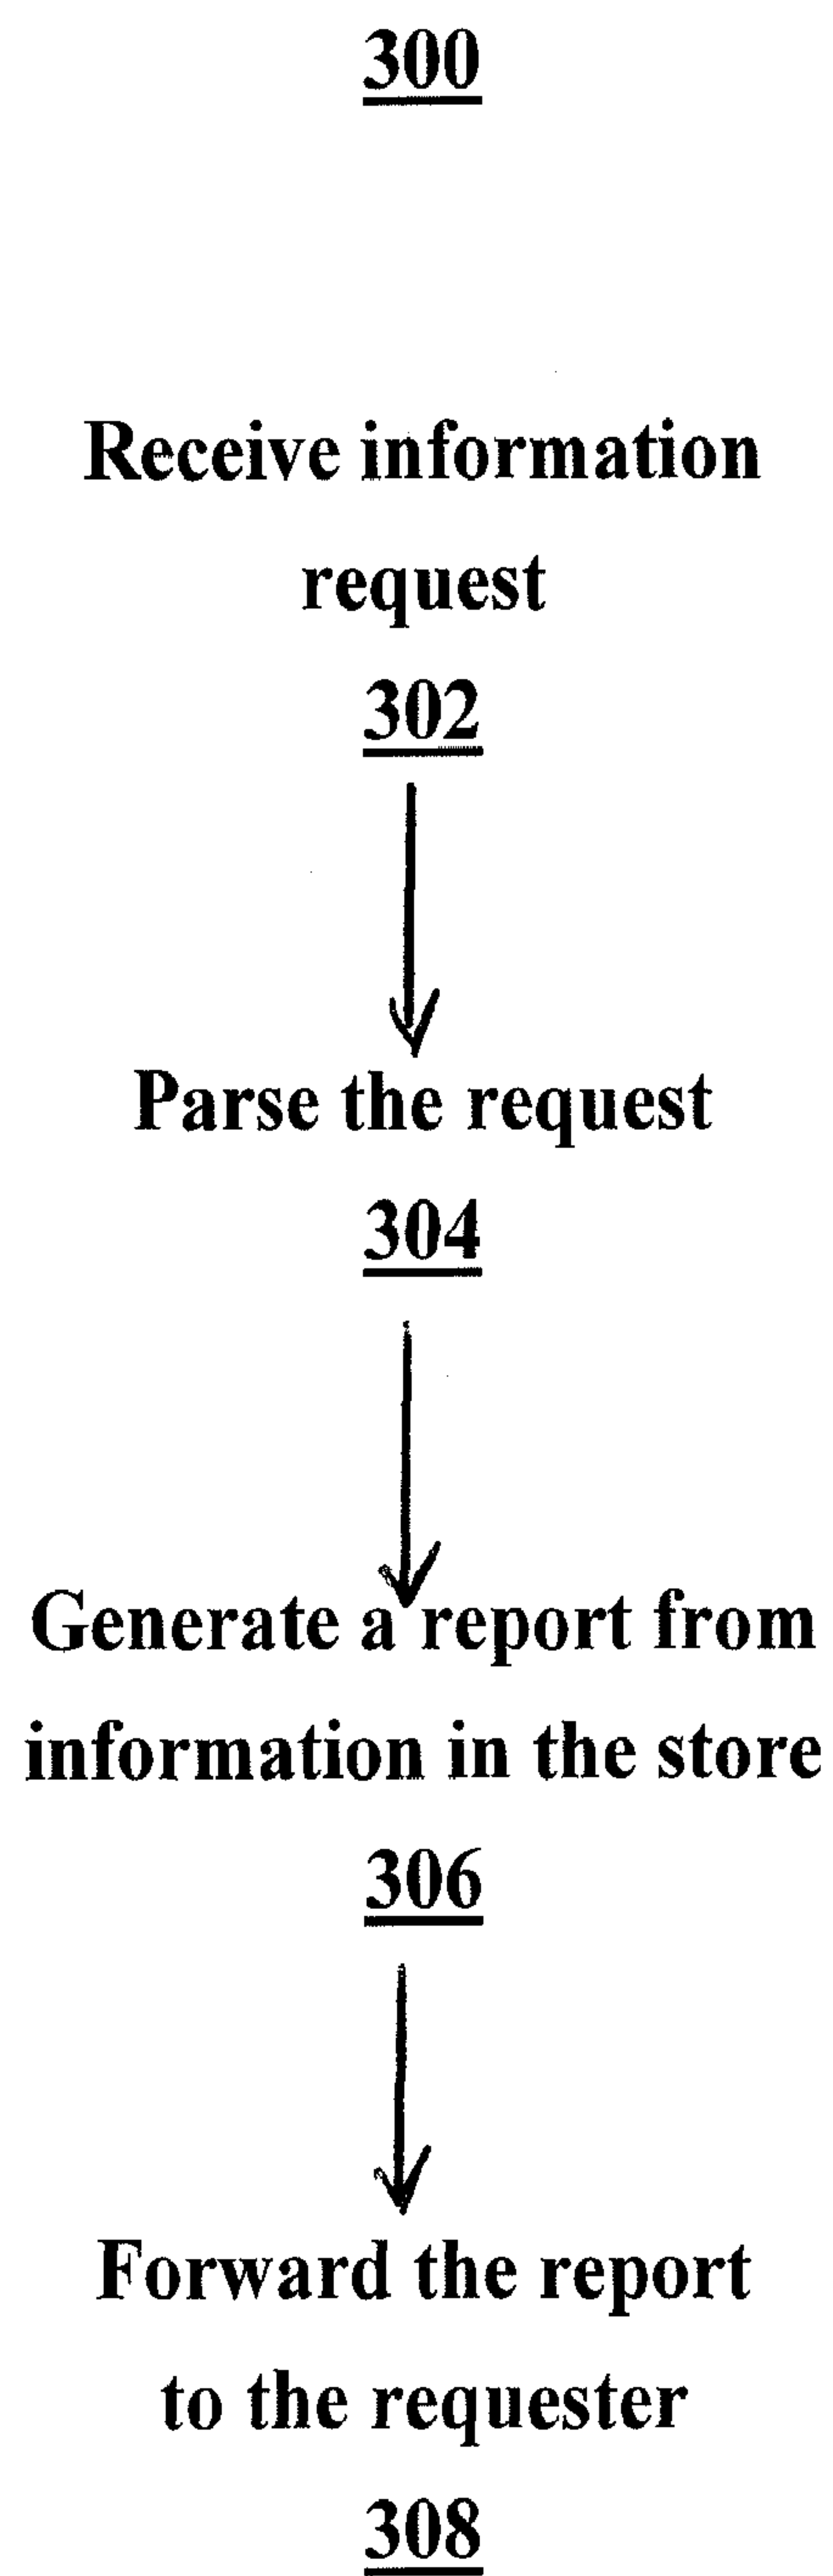 300
Receive information
request
302
Parse the request
304
Generate a report from
information in the store
306
Forward the report
to the requester
308